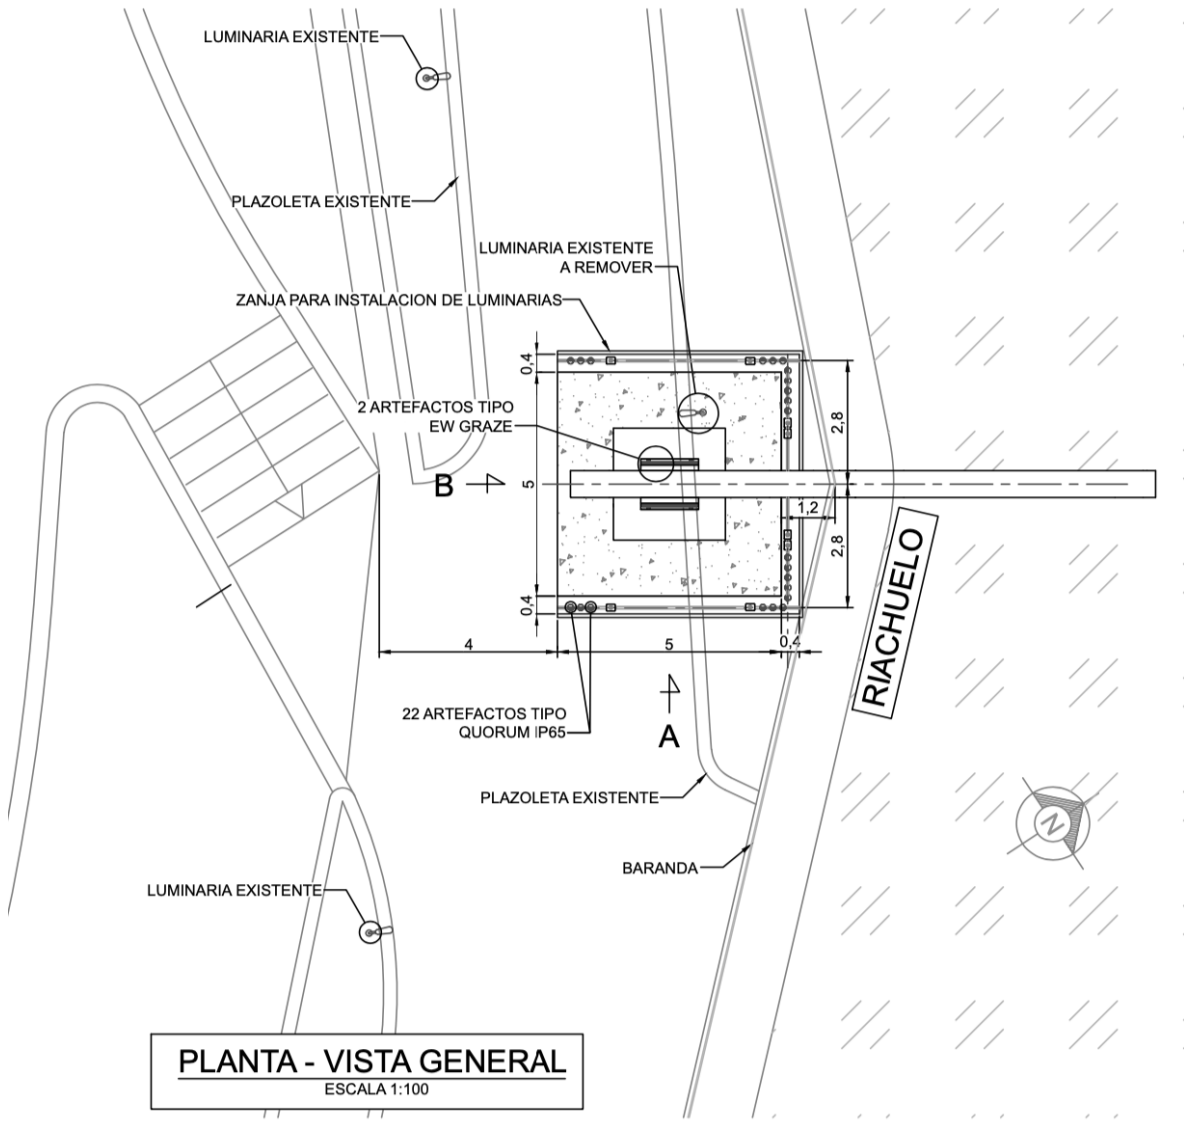 LUMINARIA EXISTENTE
PLAZOLETA EXISTENTE
LUMINARIA EXISTENTE
A REMOVER
ZANJA PARA INSTALACION DE LUMINARIAS
0,4
2 ARTEFACTOS TIPO
EW GRAZE
2,8
B
5
1,2
2,8
0,4
4
5
0,4
RIACHUELO
22 ARTEFACTOS TIPO
QUORUM IP65
A
PLAZOLETA EXISTENTE
N
BARANDA
LUMINARIA EXISTENTE
PLANTA - VISTA GENERAL
ESCALA 1:100